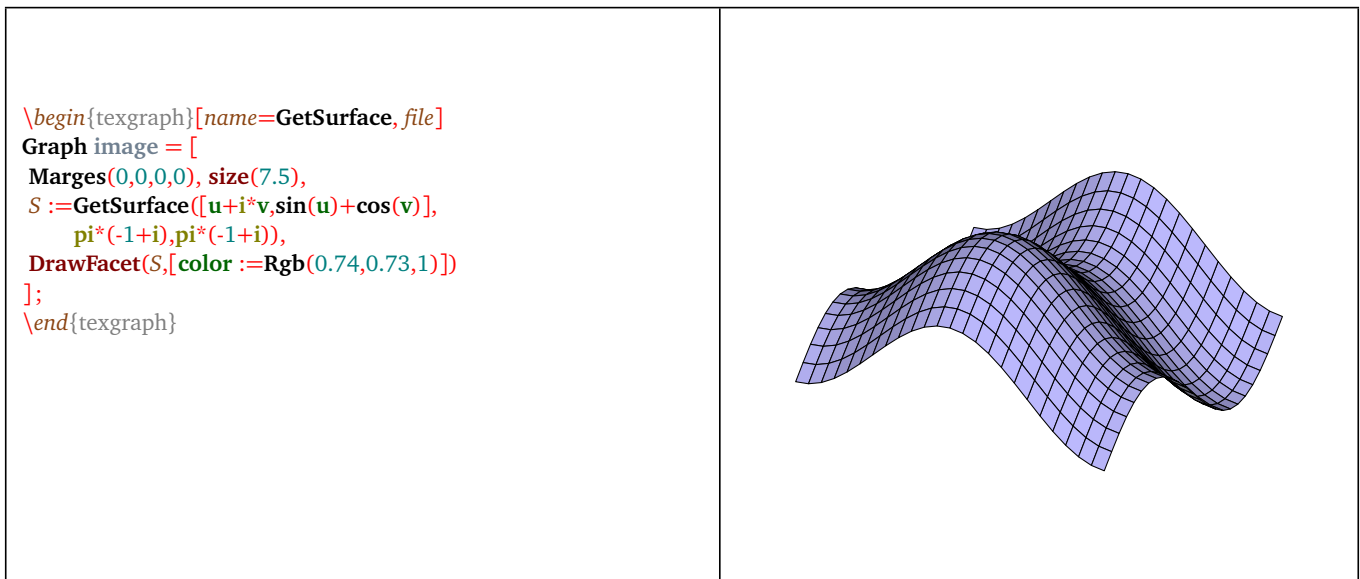 \begin{texgraph}[name=GetSurface, file]
Graph image = [
Marges(0,0,0,0), size(7.5),
S :=GetSurface([u+i*v,sin(u)+cos(v)],
pi*(-1+i),pi*(-1+i)),
DrawFacet(S,[color :=Rgb(0.74,0.73,1)])
];
\end{texgraph}